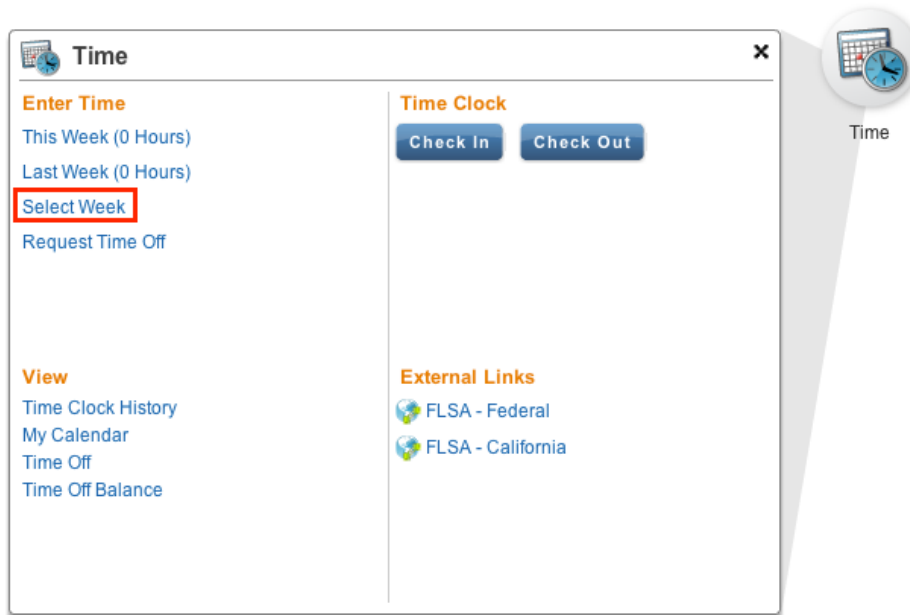 Time
Enter Time
This Week (0 Hours)
Last Week (0 Hours)
Select Week
Request Time Off
Time Clock
Check In
Check Out
View
Time Clock History
My Calendar
Time Off
Time Off Balance
External Links
FLSA - Federal
FLSA - California
Time